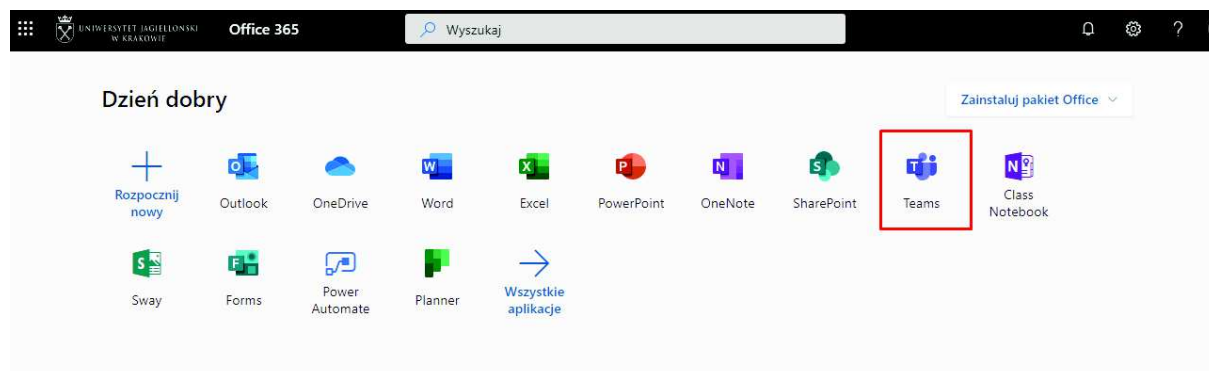 UNIWERSYTET JAGIELLOŃSKI
W KRAKOWIE
Office 365
Wyszukaj
?
Dzień dobry
Zainstaluj pakiet Office
Rozpocznij
nowy
Outlook
OneDrive
Word
Excel
PowerPoint
OneNote
SharePoint
Teams
Class
Notebook
Sway
Forms
Power
Automate
Planner
Wszystkie
aplikacje